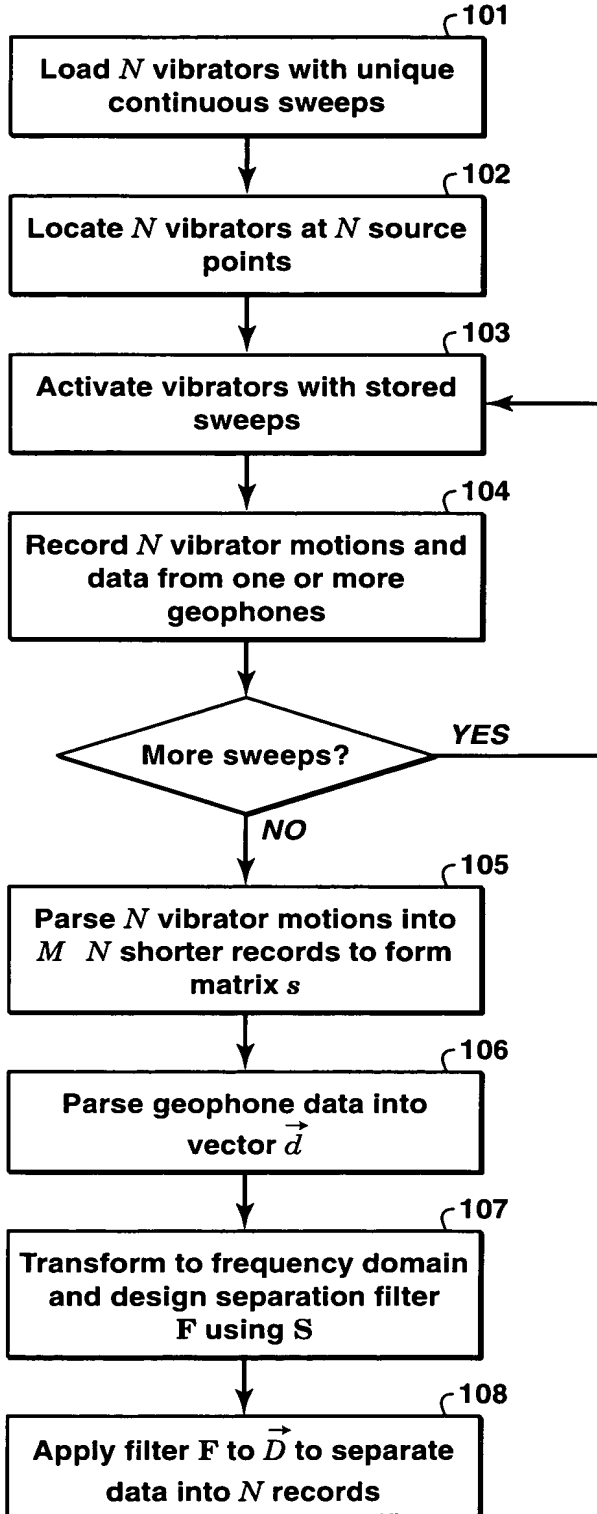 101
Load N vibrators with unique
continuous sweeps
102
Locate N vibrators at N source
points
103
Activate vibrators with stored
sweeps
104
Record N vibrator motions and
data from one or more
geophones
More sweeps?
YES
NO
105
Parse N vibrator motions into
M N shorter records to form
matrix s
106
Parse geophone data into
vector d⃗
107
Transform to frequency domain
and design separation filter
F using S
108
Apply filter F to D⃗ to separate
data into N records